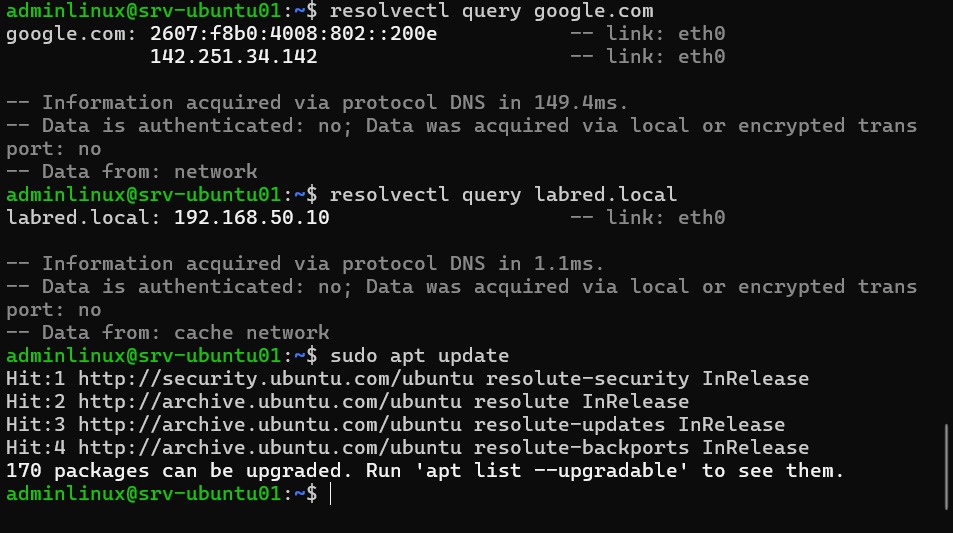 adminlinux@srv-ubuntu01:~$ resolvectl query google.com
google.com: 2607:f8b0:4008:802::200e           -- link: eth0
            142.251.34.142                     -- link: eth0
-- Information acquired via protocol DNS in 149.4ms.
-- Data is authenticated: no; Data was acquired via local or encrypted trans
port: no
-- Data from: network
adminlinux@srv-ubuntu01:~$ resolvectl query labred.local
labred.local: 192.168.50.10                    -- link: eth0
-- Information acquired via protocol DNS in 1.1ms.
-- Data is authenticated: no; Data was acquired via local or encrypted trans
port: no
-- Data from: cache network
adminlinux@srv-ubuntu01:~$ sudo apt update
Hit:1 http://security.ubuntu.com/ubuntu resolute-security InRelease
Hit:2 http://archive.ubuntu.com/ubuntu resolute InRelease
Hit:3 http://archive.ubuntu.com/ubuntu resolute-updates InRelease
Hit:4 http://archive.ubuntu.com/ubuntu resolute-backports InRelease
170 packages can be upgraded. Run 'apt list --upgradable' to see them.
adminlinux@srv-ubuntu01:~$